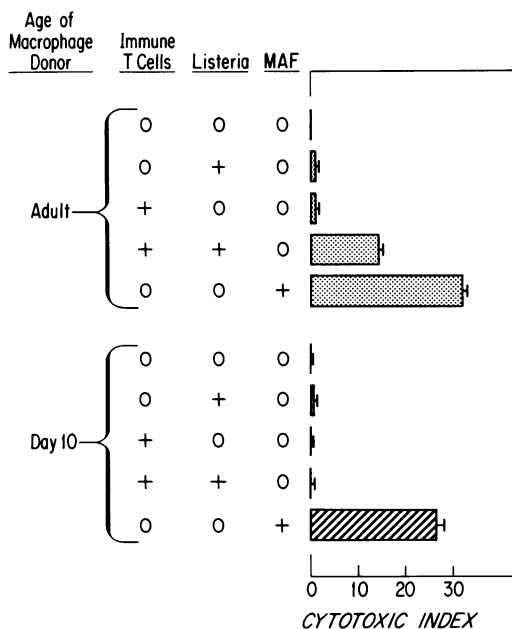 Age of
Macrophage
Donor
Immune
T Cells
Listeria
MAF
O O O
O + O
Adult
+ O O
+ + O
O O +
O O O
O + O
Day 10
+ O O
+ + O
O O +
0 10 20 30
CYTOTOXIC INDEX